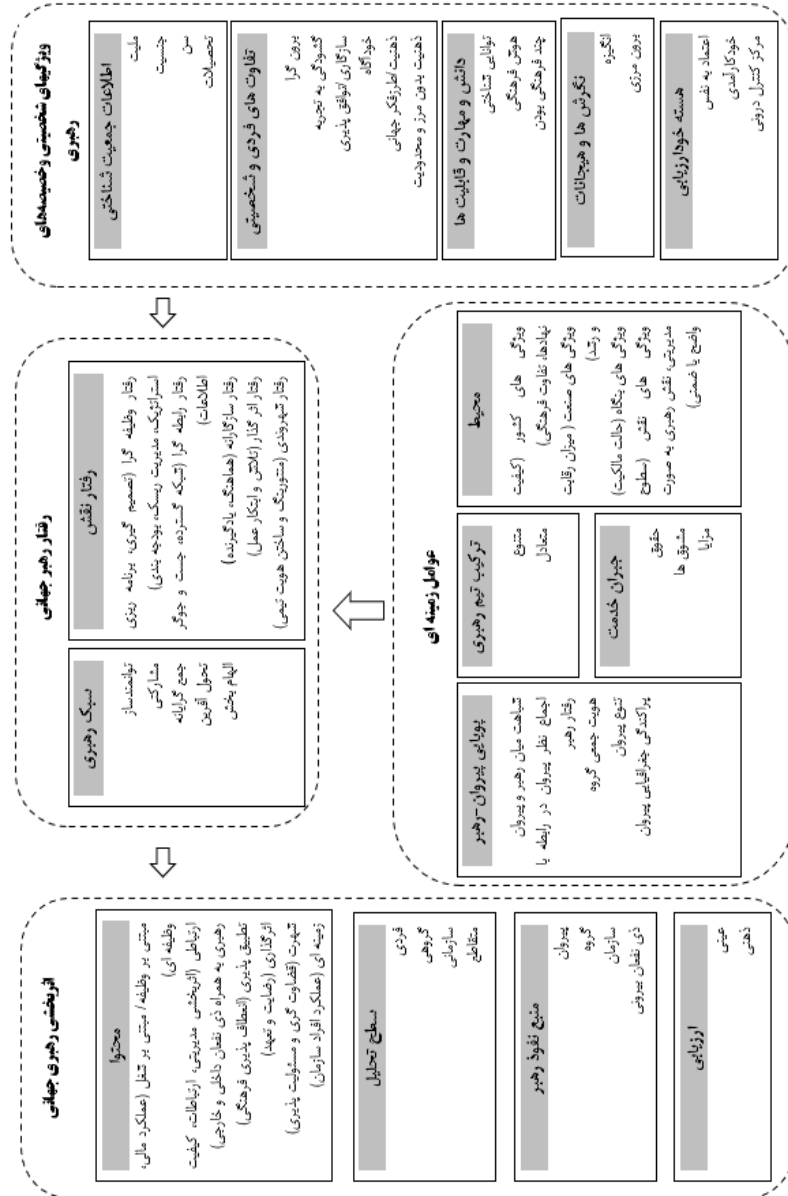 ویژگیهای شخصیتی و خصیصه‌های
رهبری
اطلاعات جمعیت شناختی
ملیت
جنسیت
سن
تحصیلات
تفاوت های فردی و شخصیتی
برون گرا
گشودگی به تجربه
سازگاری/توافق پذیری
خودآگاه
ذهنیت/طرزفکر جهانی
ذهنیت بدون مرز و محدودیت
دانش و مهارت و قابلیت ها
توانایی شناختی
هوش فرهنگی
چند فرهنگی بودن
نگرش ها و هیجانات
انگیزه
برون مرزی
هسته خودارزیابی
اعتماد به نفس
خودکارآمدی
مرکز کنترل درونی
رفتار رهبر جهانی
رفتار نقش
رفتار وظیفه گرا (تصمیم گیری، برنامه ریزی
استراتژیک، مدیریت ریسک، بودجه بندی)
رفتار رابطه گرا (شبکه گسترده، جست و جوگر
اطلاعات)
رفتار سازگارانه (هماهنگ، یادگیرنده)
رفتار اثر گذار (تلاش و ابتکار عمل)
رفتار شهروندی (منتورینگ و ساختن هویت تیمی)
سبک رهبری
توانمندساز
مشارکتی
جمع گرایانه
تحول آفرین
الهام بخش
عوامل زمینه ای
محیط
ویژگی های کشور (کیفیت
نهادها، تفاوت فرهنگی)
ویژگی های صنعت ( میزان رقابت
و رشد)
ویژگی های بنگاه (حالت مالکیت)
ویژگی های نقش (سطوح
مدیریتی، نقش رهبری به صورت
واضح یا ضمنی)
ترکیب تیم رهبری
متنوع
متعادل
جبران خدمت
حقوق
مشوق ها
مزایا
پویایی پیروان-رهبر
شباهت میان رهبر و پیروان
اجماع نظر پیروان در رابطه با
رفتار رهبر
هویت جمعی گروه
تنوع پیروان
پراکندگی جغرافیایی پیروان
اثربخشی رهبری جهانی
محتوا
مبتنی بر وظیفه/ مبتنی بر شغل (عملکرد مالی،
وظیفه ای)
ارتباطی (اثربخشی مدیریتی، ارتباطات، کیفیت
رهبری به همراه ذی نفعان داخلی و خارجی)
تطبیق پذیری (انعطاف پذیری فرهنگی)
اثرگذاری (رضایت و تعهد)
شهرت (قضاوت گری و مسئولیت پذیری)
زمینه ای (عملکرد افراد سازمان)
سطح تحلیل
فردی
گروهی
سازمانی
متقاطع
منبع نفوذ رهبر
پیروان
گروه
سازمان
ذی نفعان بیرونی
ارزیابی
عینی
ذهنی